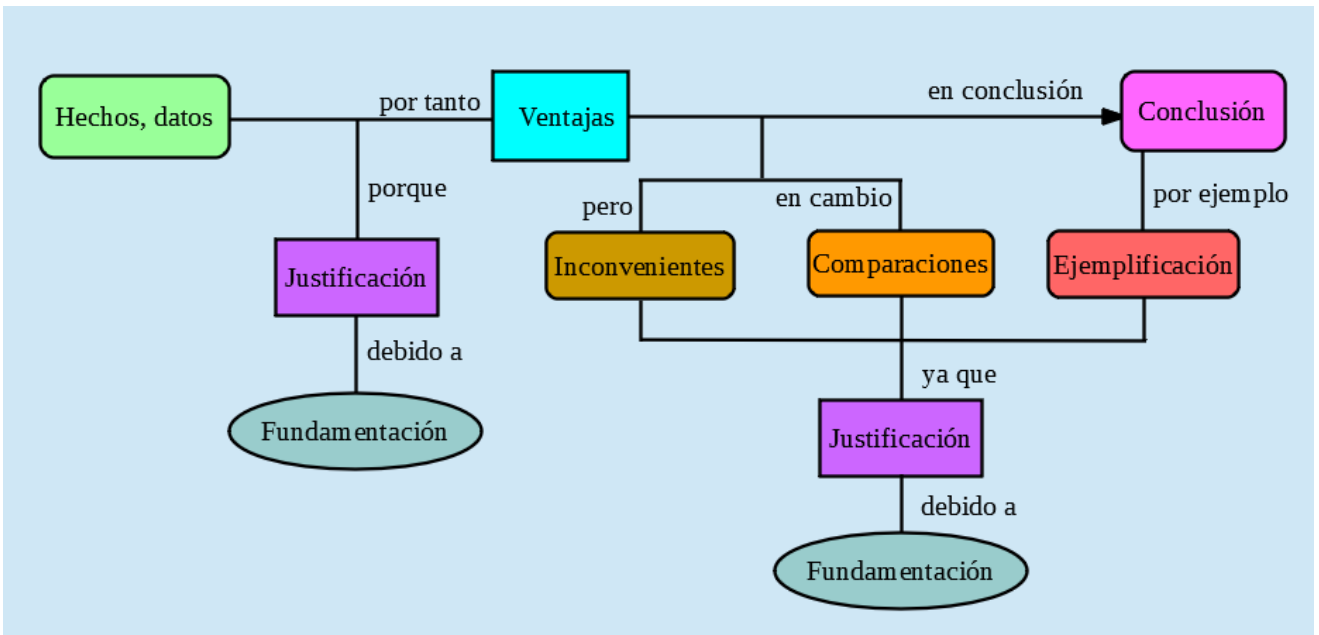 en conclusión
por tanto
Hechos, datos
Ventajas
Conclusión
porque
por ejemplo
pero
en cambio
Justificación
Inconvenientes
Comparaciones
Ejemplificación
debido a
ya que
Fundamentación
Justificación
debido a
Fundamentación